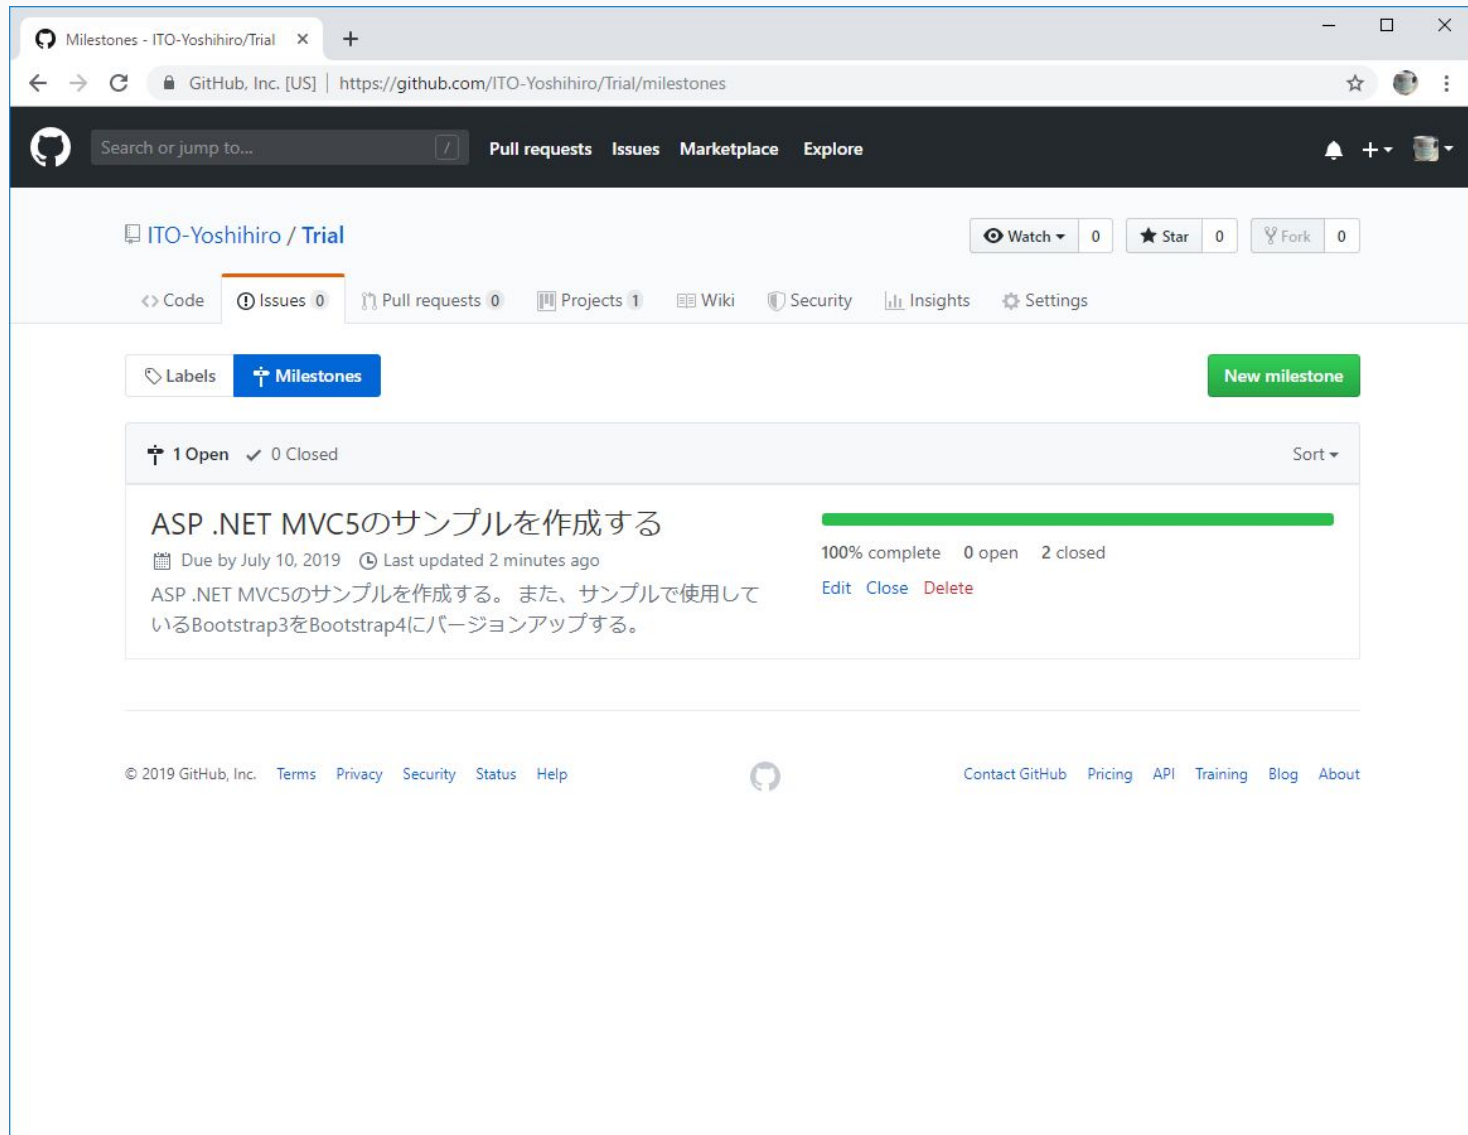 Milestones - ITO-Yoshihiro/Trial
GitHub, Inc. [US] | https://github.com/ITO-Yoshihiro/Trial/milestones
Search or jump to... / Pull requests Issues Marketplace Explore
ITO-Yoshihiro / Trial Watch 0 Star 0 Fork 0
Code Issues 0 Pull requests 0 Projects 1 Wiki Security Insights Settings
Labels Milestones New milestone
1 Open 0 Closed Sort
ASP .NET MVC5のサンプルを作成する
Due by July 10, 2019 Last updated 2 minutes ago
ASP .NET MVC5のサンプルを作成する。 また、サンプルで使用して
いるBootstrap3をBootstrap4にバージョンアップする。
100% complete 0 open 2 closed
Edit Close Delete
© 2019 GitHub, Inc. Terms Privacy Security Status Help Contact GitHub Pricing API Training Blog About